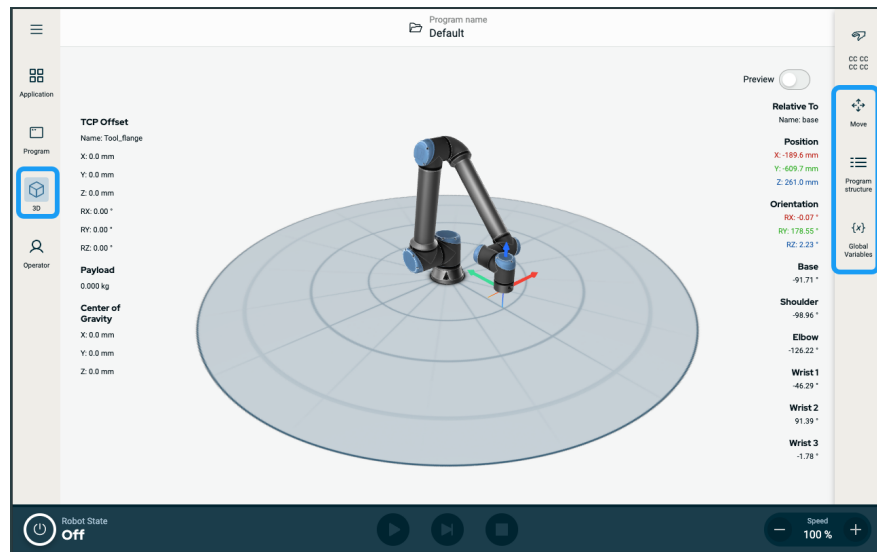 Program name
Default
Application
Program
3D
Operator
TCP Offset
Name: Tool_flange
X: 0.0 mm
Y: 0.0 mm
Z: 0.0 mm
RX: 0.00 °
RY: 0.00 °
RZ: 0.00 °
Payload
0.000 kg
Center of
Gravity
X: 0.0 mm
Y: 0.0 mm
Z: 0.0 mm
Preview
Relative To
Name: base
Position
X: -189.6 mm
Y: -609.7 mm
Z: 261.0 mm
Orientation
RX: -0.07 °
RY: 178.55 °
RZ: 2.23 °
Base
-91.71 °
Shoulder
-98.96 °
Elbow
-126.22 °
Wrist 1
-46.29 °
Wrist 2
91.39 °
Wrist 3
-1.78 °
CC CC
CC CC
Move
Program
structure
{x}
Global
Variables
Robot State
Off
Speed
100 %